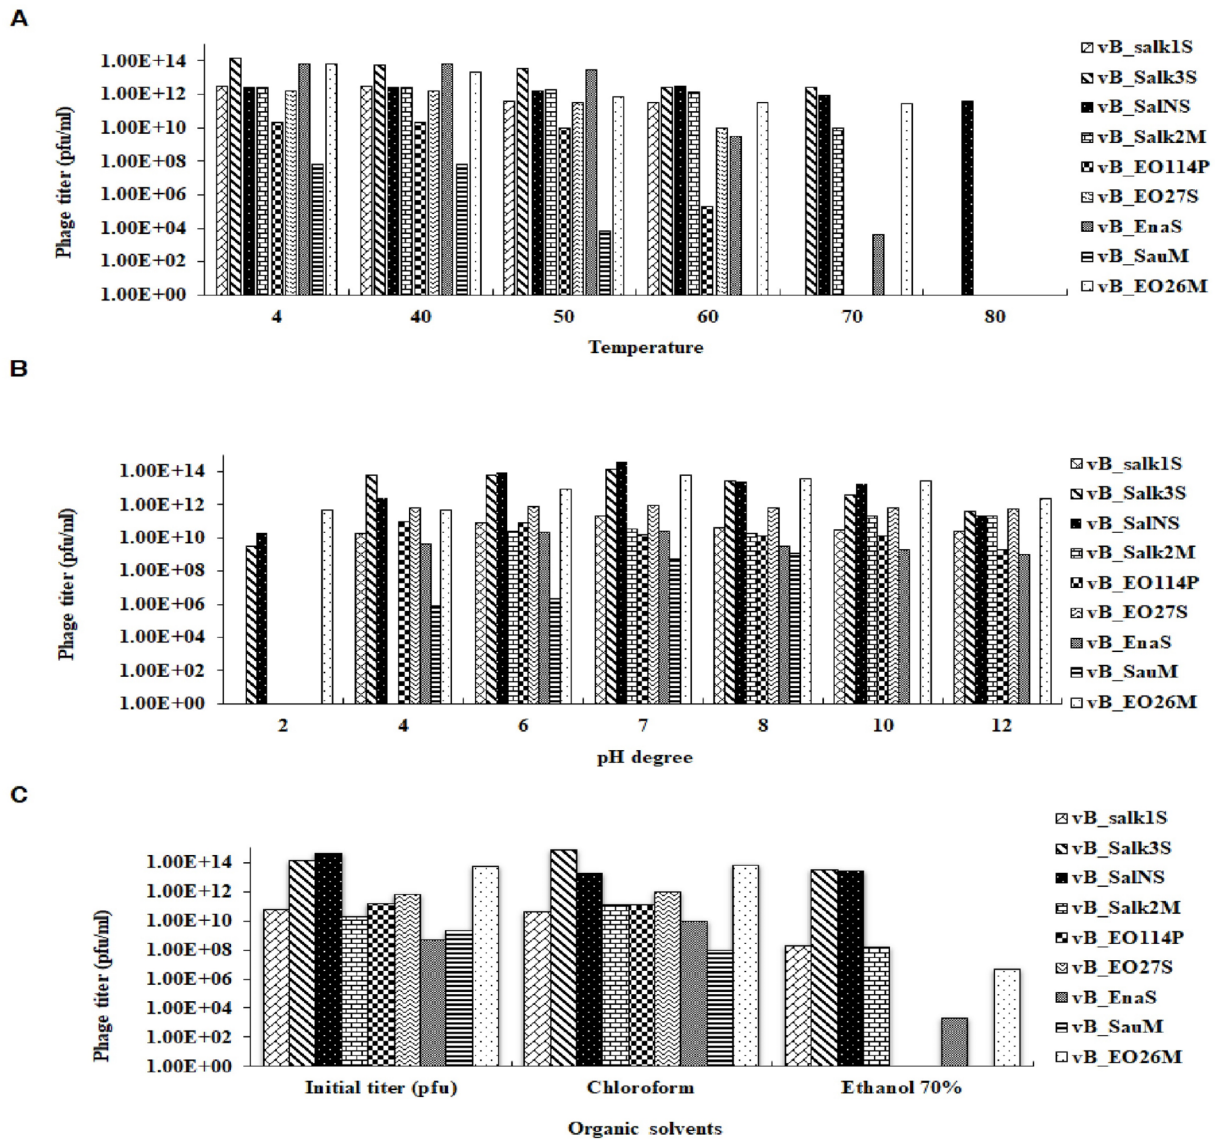 A
Phage titer (pfu/ml)
1.00E+14
1.00E+12
1.00E+10
1.00E+08
1.00E+06
1.00E+04
1.00E+02
1.00E+00
4 40 50 60 70 80
Temperature
vB_salk1S
vB_Salk3S
vB_SalNS
vB_Salk2M
vB_EO114P
vB_EO27S
vB_EnaS
vB_SauM
vB_EO26M
B
Phage titer (pfu/ml)
1.00E+14
1.00E+12
1.00E+10
1.00E+08
1.00E+06
1.00E+04
1.00E+02
1.00E+00
2 4 6 7 8 10 12
pH degree
vB_salk1S
vB_Salk3S
vB_SalNS
vB_Salk2M
vB_EO114P
vB_EO27S
vB_EnaS
vB_SauM
vB_EO26M
C
Phage titer (pfu/ml)
1.00E+14
1.00E+12
1.00E+10
1.00E+08
1.00E+06
1.00E+04
1.00E+02
1.00E+00
Initial titer (pfu) Chloroform Ethanol 70%
Organic solvents
vB_salk1S
vB_Salk3S
vB_SalNS
vB_Salk2M
vB_EO114P
vB_EO27S
vB_EnaS
vB_SauM
vB_EO26M